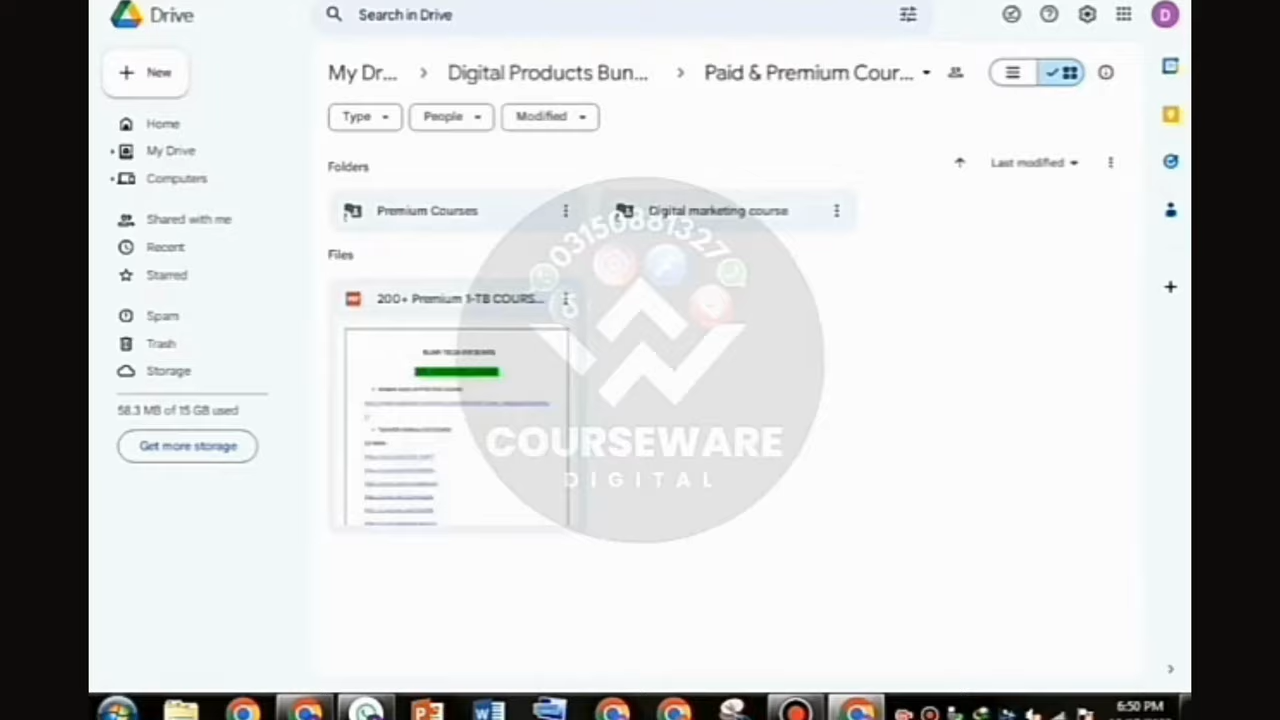 Drive
Search in Drive
D
New
My Dr... > Digital Products Bun... > Paid & Premium Cour...
Type
People
Modified
Home
My Drive
Computers
Shared with me
Recent
Starred
Spam
Trash
Storage
58.3 MB of 15 GB used
Get more storage
Folders
Last modified
Premium Courses
Digital marketing course
Files
200+ Premium 1-TB COURS...
03150881327
COURSEWARE
DIGITAL
6:50 PM